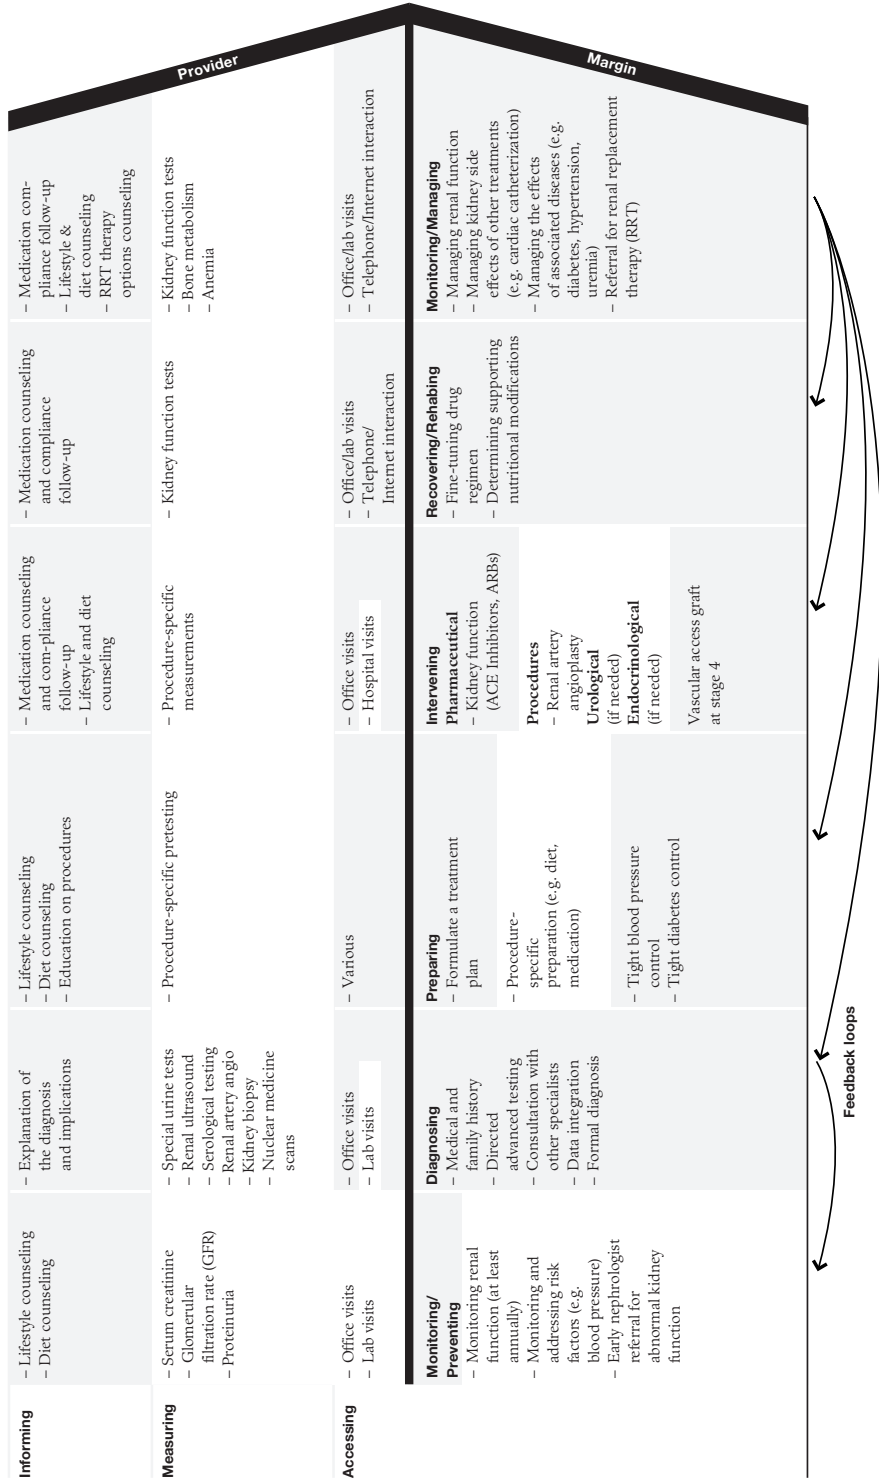 Informing
– Lifestyle counseling
– Diet counseling
– Explanation of
the diagnosis
and implications
– Lifestyle counseling
– Diet counseling
– Education on procedures
– Medication counseling
and com-pliance
follow-up
– Lifestyle and diet
counseling
– Medication counseling
and compliance
follow-up
– Medication com-
pliance follow-up
– Lifestyle &
diet counseling
– RRT therapy
options counseling
Measuring
– Serum creatinine
– Glomerular
filtration rate (GFR)
– Proteinuria
– Special urine tests
– Renal ultrasound
– Serological testing
– Renal artery angio
– Kidney biopsy
– Nuclear medicine
scans
– Procedure-specific pretesting
– Procedure-specific
measurements
– Kidney function tests
– Kidney function tests
– Bone metabolism
– Anemia
Accessing
– Office visits
– Lab visits
– Office visits
– Lab visits
– Various
– Office visits
– Hospital visits
– Office/lab visits
– Telephone/
Internet interaction
– Office/lab visits
– Telephone/Internet interaction
Provider
Margin
Monitoring/
Preventing
– Monitoring renal
function (at least
annually)
– Monitoring and
addressing risk
factors (e.g.
blood pressure)
– Early nephrologist
referral for
abnormal kidney
function
Diagnosing
– Medical and
family history
– Directed
advanced testing
– Consultation with
other specialists
– Data integration
– Formal diagnosis
Preparing
– Formulate a treatment
plan
– Procedure-
specific
preparation (e.g. diet,
medication)
– Tight blood pressure
control
– Tight diabetes control
Intervening
Pharmaceutical
– Kidney function
(ACE Inhibitors, ARBs)
Procedures
– Renal artery
angioplasty
Urological
(if needed)
Endocrinological
(if needed)
Vascular access graft
at stage 4
Recovering/Rehabing
– Fine-tuning drug
regimen
– Determining supporting
nutritional modifications
Monitoring/Managing
– Managing renal function
– Managing kidney side
effects of other treatments
(e.g. cardiac catheterization)
– Managing the effects
of associated diseases (e.g.
diabetes, hypertension,
uremia)
– Referral for renal replacement
therapy (RRT)
Feedback loops